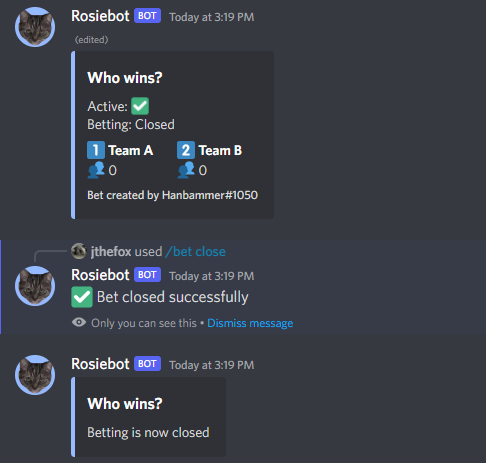 Rosiebot BOT Today at 3:19 PM
(edited)
Who wins?
Active: ✅
Betting: Closed
1 Team A 2 Team B
👥 0 👥 0
Bet created by Hanbammer#1050
jthefox used /bet close
Rosiebot BOT Today at 3:19 PM
✅ Bet closed successfully
Only you can see this • Dismiss message
Rosiebot BOT Today at 3:19 PM
Who wins?
Betting is now closed